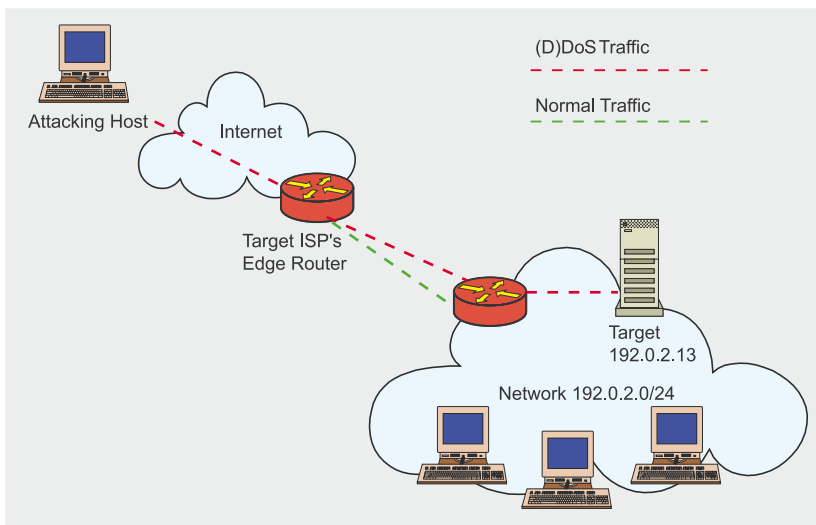 (D)DoS Traffic
Normal Traffic
Attacking Host
Internet
Target ISP's
Edge Router
Target
192.0.2.13
Network 192.0.2.0/24